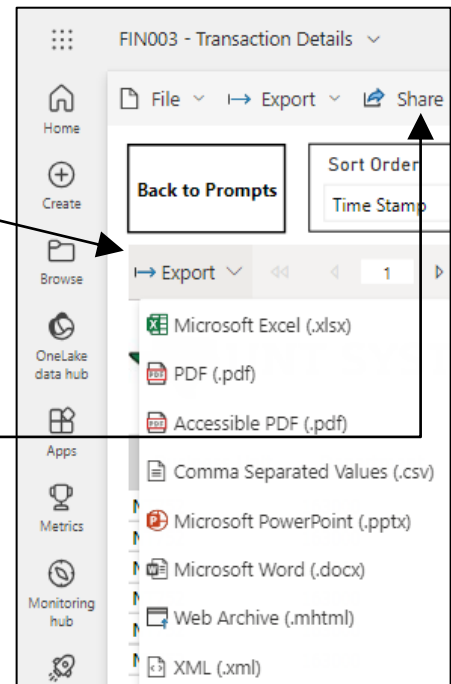 FIN003 - Transaction Details
File Export Share
Home
Create
Browse
OneLake
data hub
Apps
Metrics
Monitoring
hub
Back to Prompts
Sort Order
Time Stamp
Export 1
Microsoft Excel (.xlsx)
PDF (.pdf)
Accessible PDF (.pdf)
Comma Separated Values (.csv)
Microsoft PowerPoint (.pptx)
Microsoft Word (.docx)
Web Archive (.mhtml)
XML (.xml)